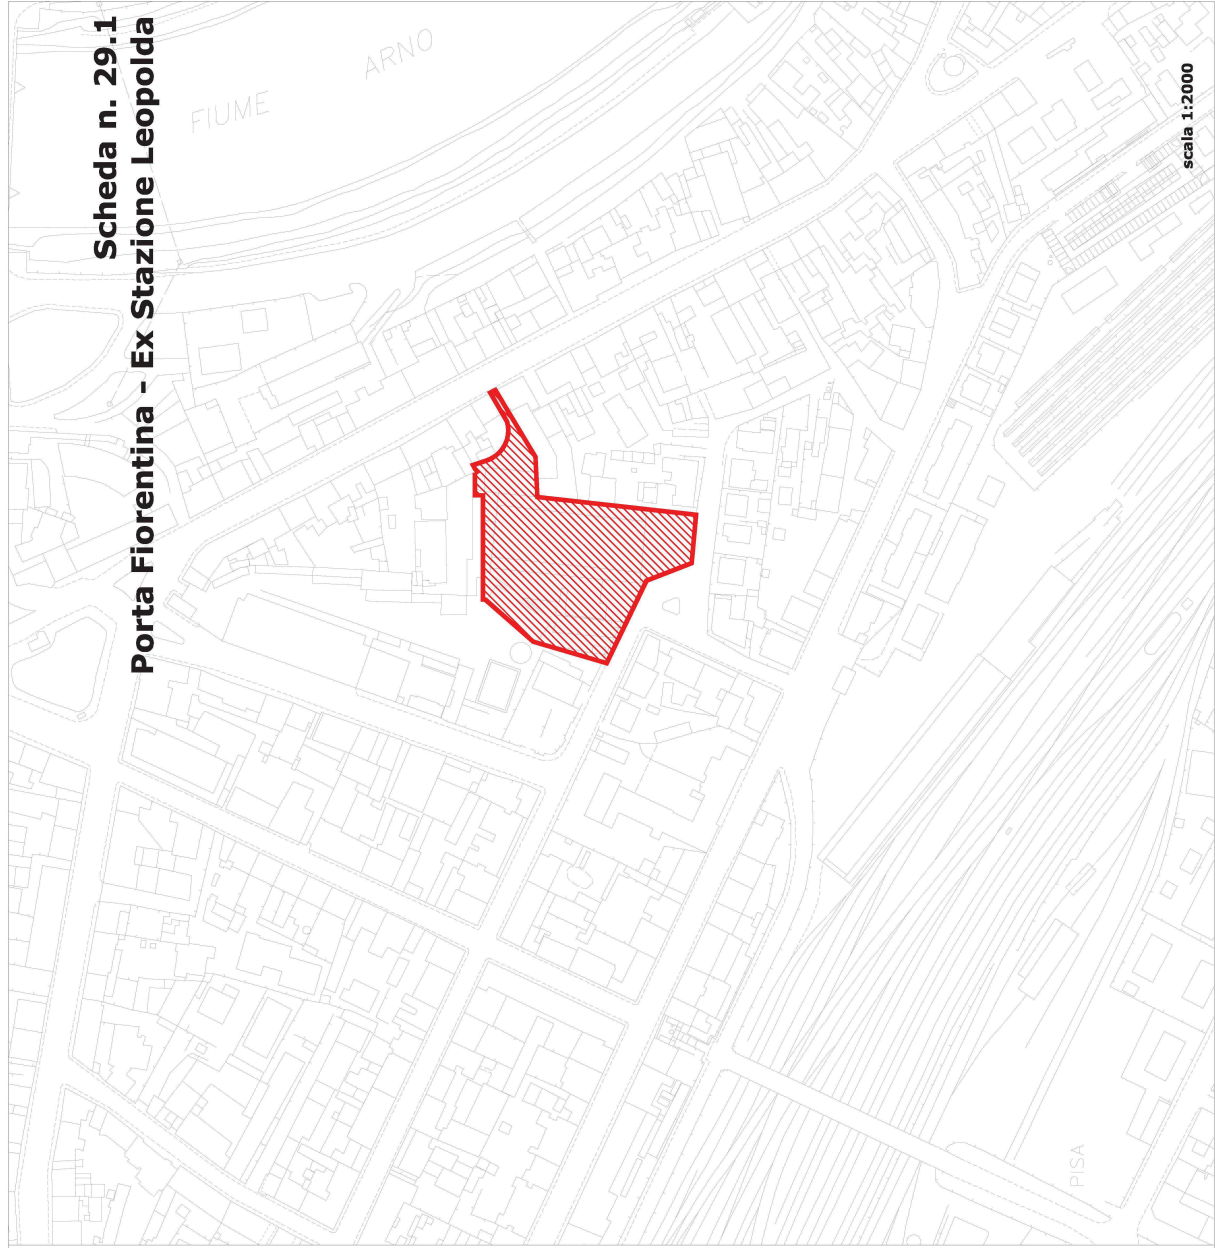 Scheda n. 29.1
Porta Fiorentina - Ex Stazione Leopolda
FIUME
ARNO
scala 1:2000
PISA